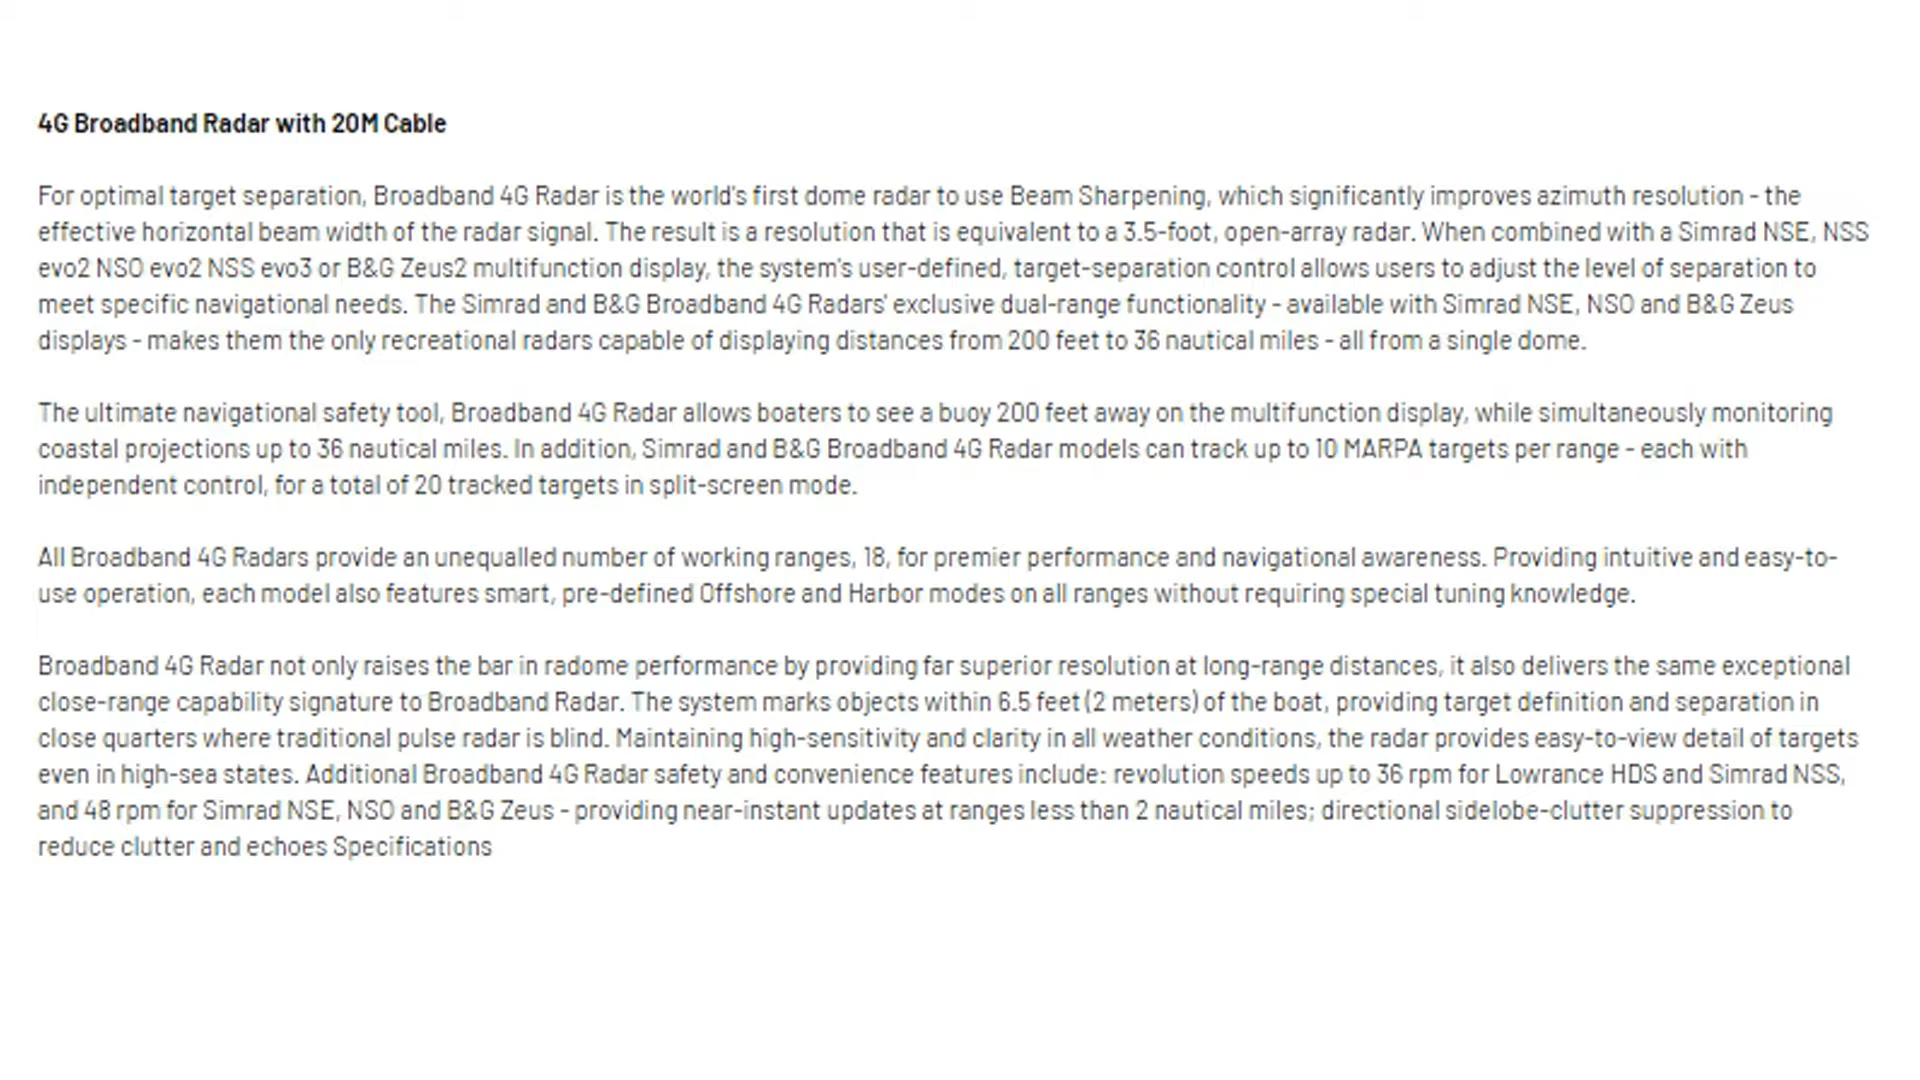 4G Broadband Radar with 20M Cable
For optimal target separation, Broadband 4G Radar is the world's first dome radar to use Beam Sharpening, which significantly improves azimuth resolution - the
effective horizontal beam width of the radar signal. The result is a resolution that is equivalent to a 3.5-foot, open-array radar. When combined with a Simrad NSE, NSS
evo2 NSO evo2 NSS evo3 or B&G Zeus2 multifunction display, the system's user-defined, target-separation control allows users to adjust the level of separation to
meet specific navigational needs. The Simrad and B&G Broadband 4G Radars' exclusive dual-range functionality - available with Simrad NSE, NSO and B&G Zeus
displays - makes them the only recreational radars capable of displaying distances from 200 feet to 36 nautical miles - all from a single dome.
The ultimate navigational safety tool, Broadband 4G Radar allows boaters to see a buoy 200 feet away on the multifunction display, while simultaneously monitoring
coastal projections up to 36 nautical miles. In addition, Simrad and B&G Broadband 4G Radar models can track up to 10 MARPA targets per range - each with
independent control, for a total of 20 tracked targets in split-screen mode.
All Broadband 4G Radars provide an unequalled number of working ranges, 18, for premier performance and navigational awareness. Providing intuitive and easy-to-
use operation, each model also features smart, pre-defined Offshore and Harbor modes on all ranges without requiring special tuning knowledge.
Broadband 4G Radar not only raises the bar in radome performance by providing far superior resolution at long-range distances, it also delivers the same exceptional
close-range capability signature to Broadband Radar. The system marks objects within 6.5 feet (2 meters) of the boat, providing target definition and separation in
close quarters where traditional pulse radar is blind. Maintaining high-sensitivity and clarity in all weather conditions, the radar provides easy-to-view detail of targets
even in high-sea states. Additional Broadband 4G Radar safety and convenience features include: revolution speeds up to 36 rpm for Lowrance HDS and Simrad NSS,
and 48 rpm for Simrad NSE, NSO and B&G Zeus - providing near-instant updates at ranges less than 2 nautical miles; directional sidelobe-clutter suppression to
reduce clutter and echoes Specifications